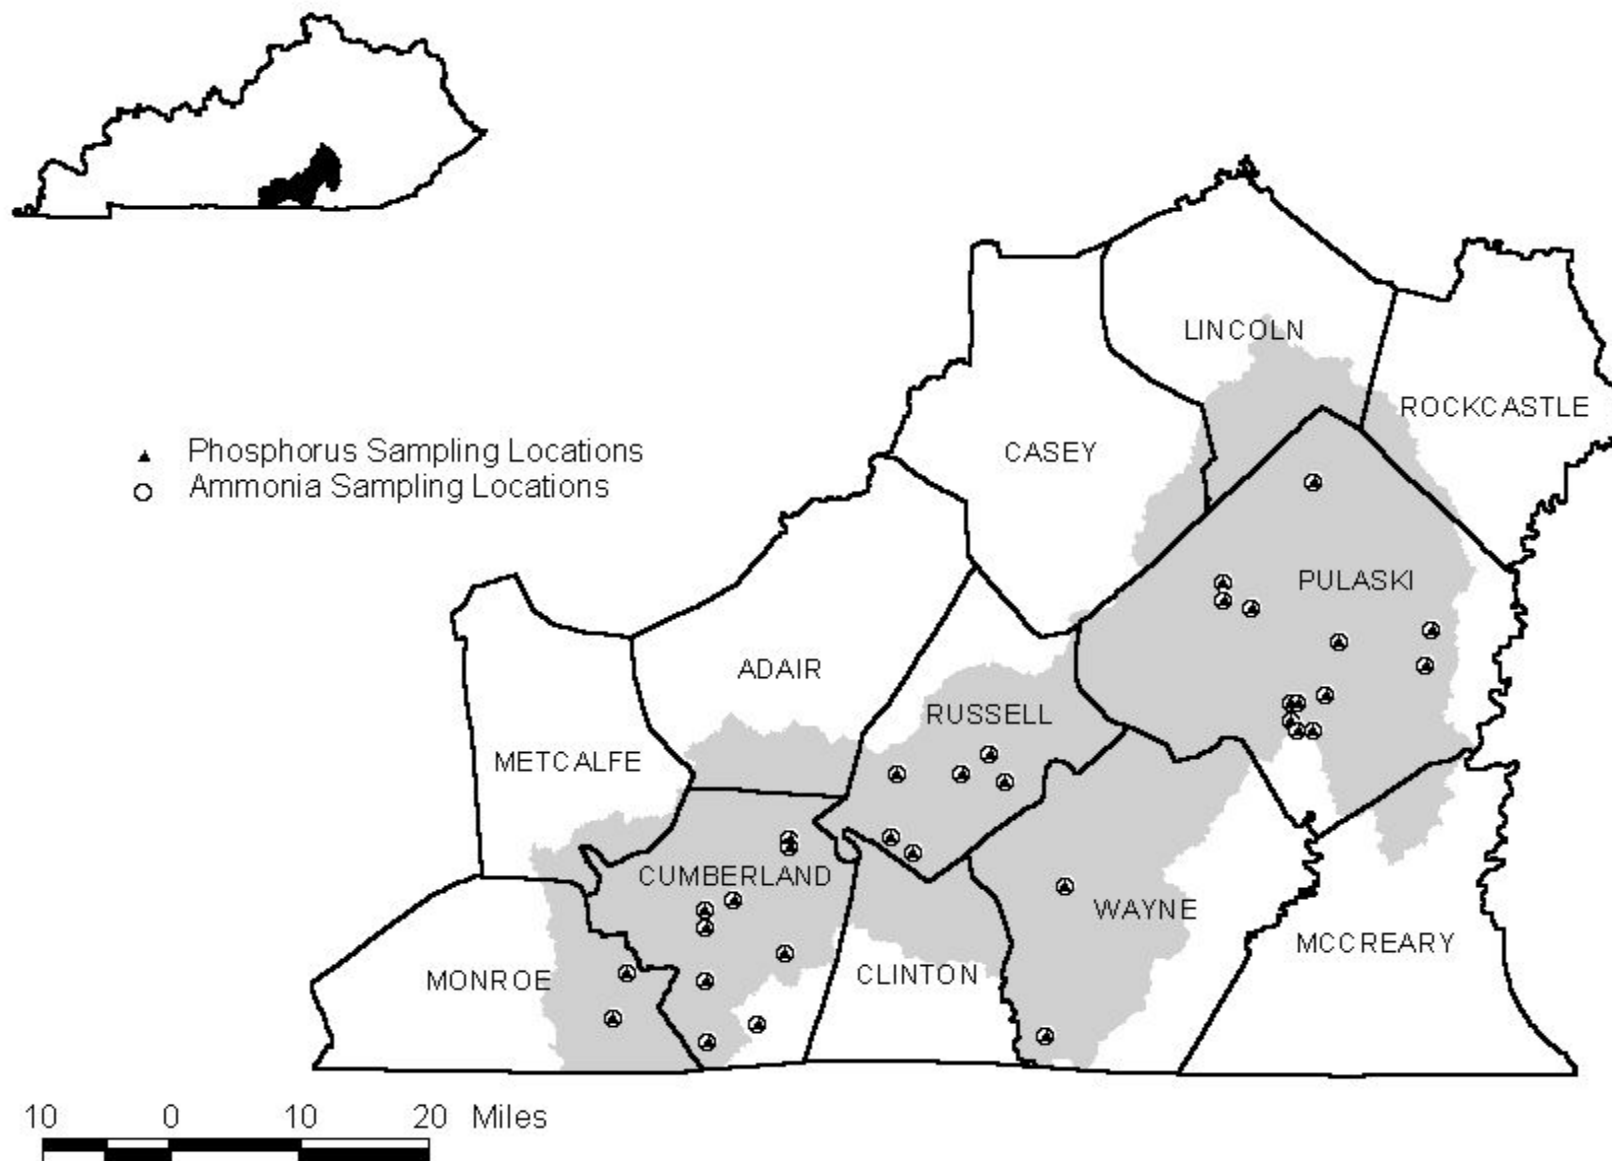 LINCOLN
ROCKCASTLE
Phosphorus Sampling Locations
CASEY
Ammonia Sampling Locations
PULASKI
ADAIR
RUSSELL
METCALFE
CUMBERLAND
WAYNE
MCCREARY
MONROE
CLINTON
10 0 10 20 Miles